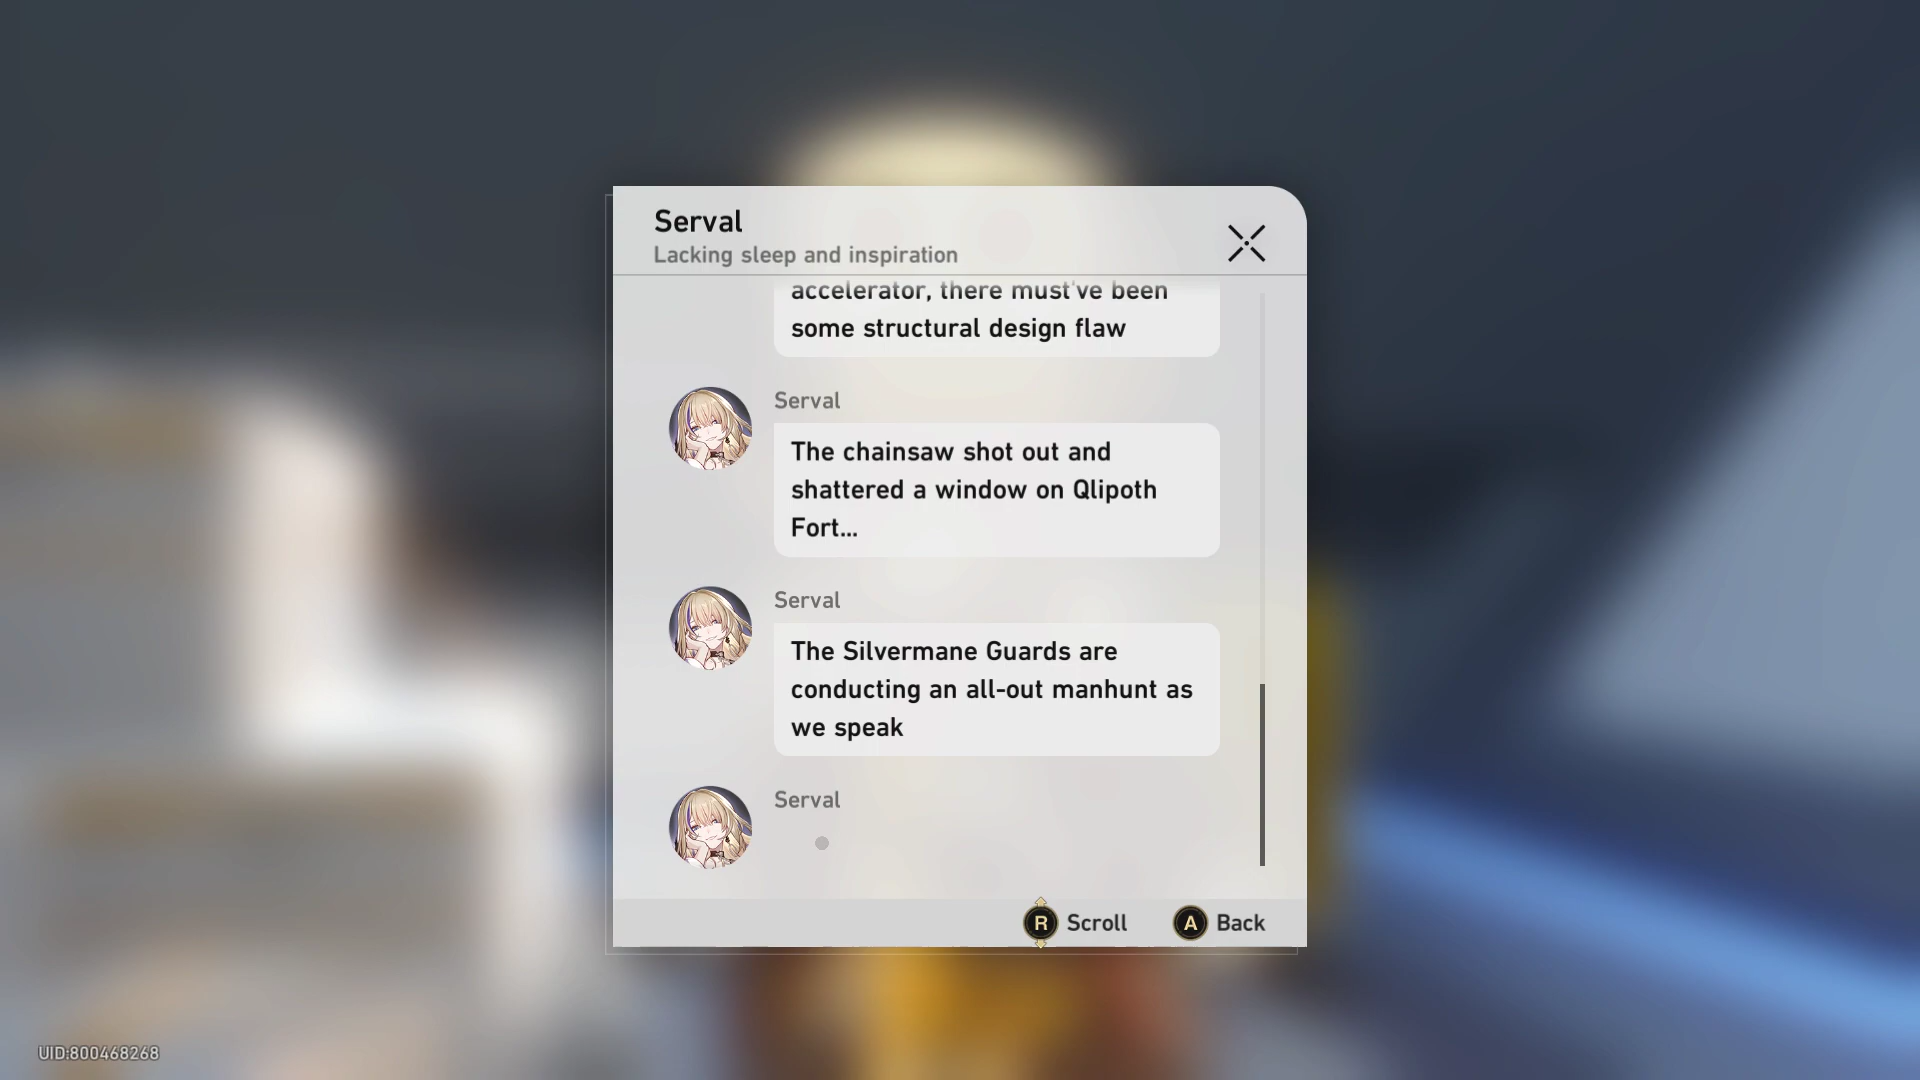 Serval
Lacking sleep and inspiration
accelerator, there must've been
some structural design flaw
Serval
The chainsaw shot out and
shattered a window on Qlipoth
Fort...
Serval
The Silvermane Guards are
conducting an all-out manhunt as
we speak
Serval
R Scroll
A Back
UID:800468268